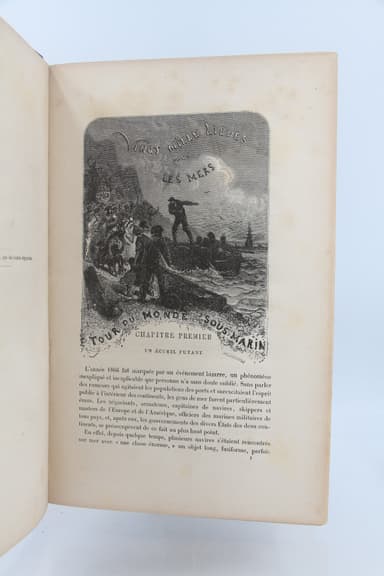 VINGT MILLE LIEUES
SOUS
LES MERS
TOUR DU MONDE SOUS-MARIN
CHAPITRE PREMIER
UN ÉCUEIL FUYANT
L'année 1866 fut marquée par un événement bizarre, un phénomène
inexpliqué et inexplicable que personne n'a sans doute oublié. Sans parler
des rumeurs qui agitaient les populations des ports et surexcitaient l'esprit
public à l'intérieur des continents, les gens de mer furent particulièrement
émus. Les négociants, armateurs, capitaines de navires, skippers et
masters de l'Europe et de l'Amérique, officiers des marines militaires de
tous pays, et, après eux, les gouvernements des divers États des deux con-
tinents, se préoccupèrent de ce fait au plus haut point.
En effet, depuis quelque temps, plusieurs navires s'étaient rencontrés
sur mer avec « une chose énorme, » un objet long, fusiforme, parfois
1